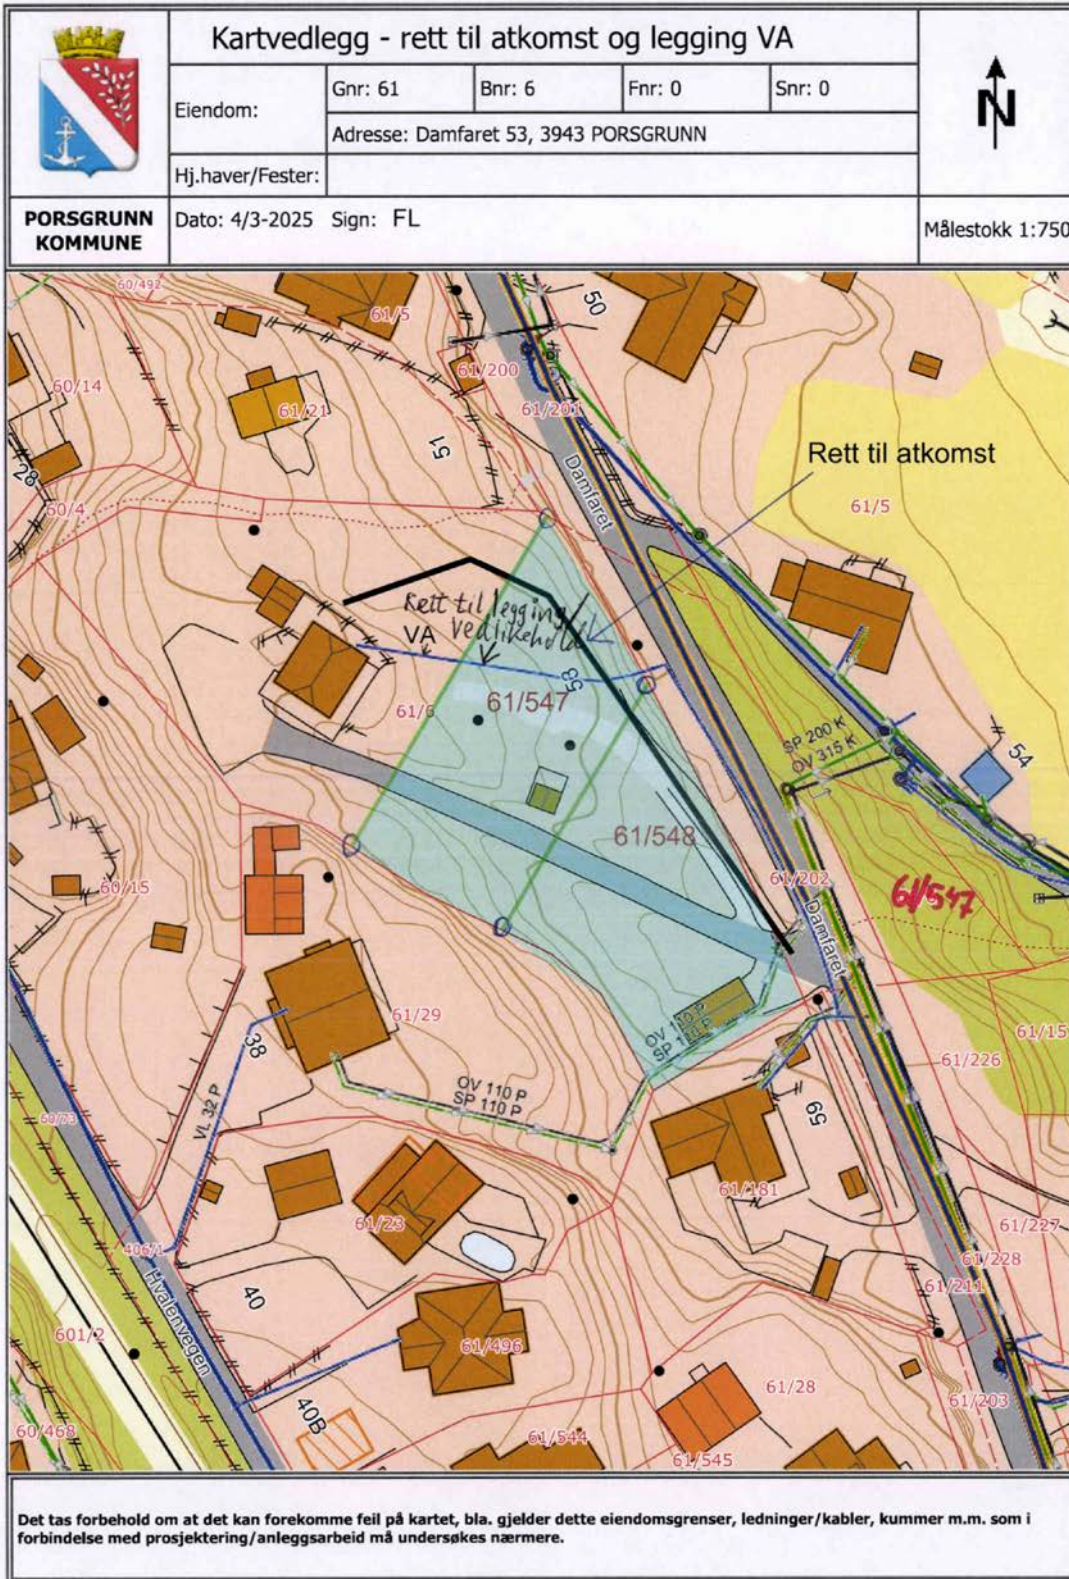 Kartvedlegg - rett til atkomst og legging VA
Eiendom:
Gnr: 61
Bnr: 6
Fnr: 0
Snr: 0
Adresse: Damfaret 53, 3943 PORSGRUNN
Hj.haver/Fester:
N
PORSGRUNN
KOMMUNE
Dato: 4/3-2025 Sign: FL
Målestokk 1:750
60/492
61/5
50
61/200
60/14
61/21
61/201
51
Rett til atkomst
28
Damfaret
60/4
61/5
Rett til legging/
VA
vedlikehold
53
61/6
61/547
SP 200 K
OV 315 K
54
61/548
60/15
61/202
61/547
Damfaret
61/29
38
OV 110 P
SP 110 P
61/15
61/226
OV 110 P
SP 110 P
VL 32 P
60/73
59
61/181
61/23
61/227
406/1
61/228
61/211
Hvalenvegen
40
601/2
61/496
61/28
40B
61/203
60/468
61/544
61/545
Det tas forbehold om at det kan forekomme feil på kartet, bla. gjelder dette eiendomsgrenser, ledninger/kabler, kummer m.m. som i
forbindelse med prosjektering/anleggsarbeid må undersøkes nærmere.